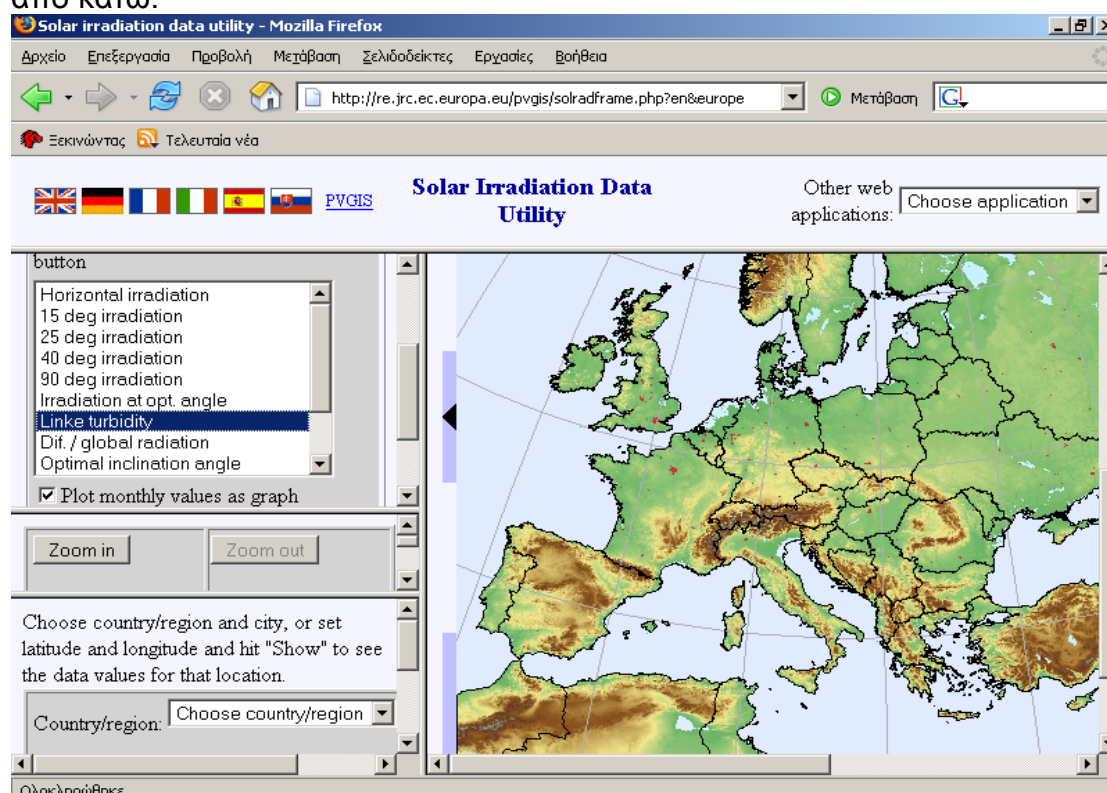 από κάτω.
Solar irradiation data utility - Mozilla Firefox
Αρχείο Επεξεργασία Προβολή Μετάβαση Σελιδοδείκτες Εργασίες Βοήθεια
http://re.jrc.ec.europa.eu/pvgis/solradframe.php?en&europe Μετάβαση G
Ξεκινώντας Τελευταία νέα
PVGIS
Solar Irradiation Data
Utility
Other web
applications: Choose application
button
Horizontal irradiation
15 deg irradiation
25 deg irradiation
40 deg irradiation
90 deg irradiation
Irradiation at opt. angle
Linke turbidity
Dif. / global radiation
Optimal inclination angle
Plot monthly values as graph
Zoom in Zoom out
Choose country/region and city, or set
latitude and longitude and hit "Show" to see
the data values for that location.
Country/region: Choose country/region
Ολοκληρώθηκε